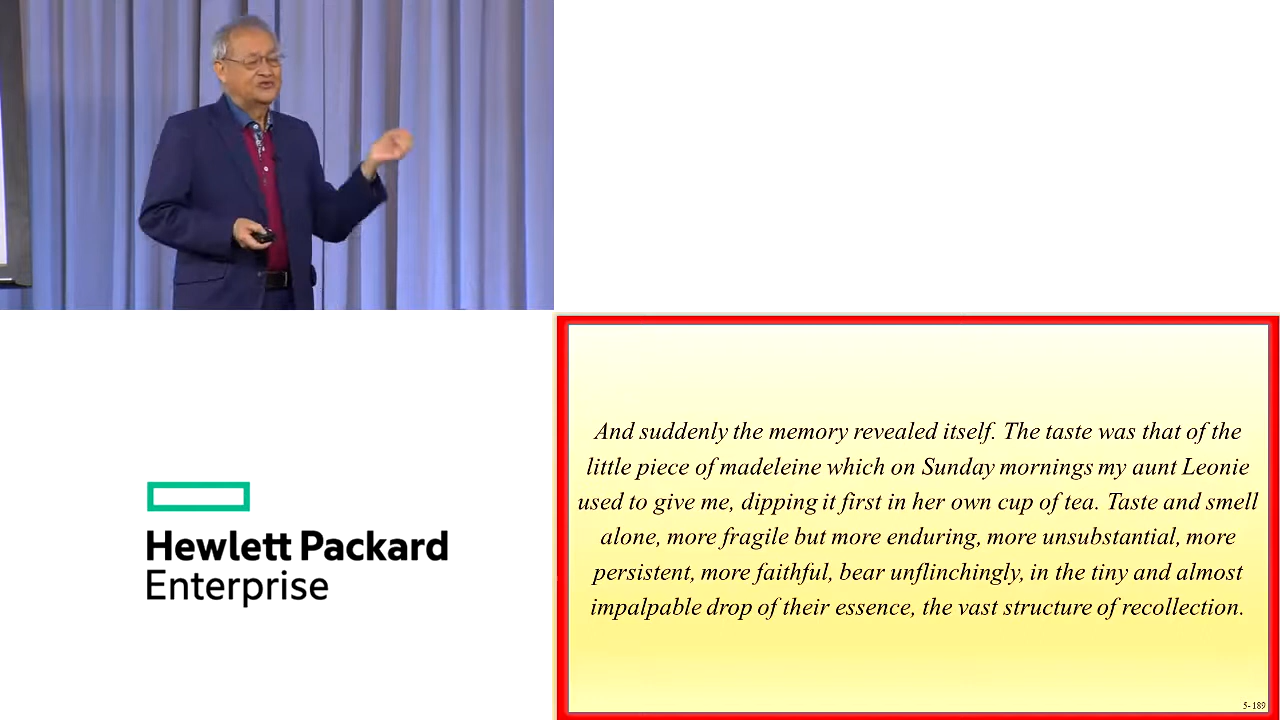 Hewlett Packard
Enterprise
And suddenly the memory revealed itself. The taste was that of the
little piece of madeleine which on Sunday mornings my aunt Leonie
used to give me, dipping it first in her own cup of tea. Taste and smell
alone, more fragile but more enduring, more unsubstantial, more
persistent, more faithful, bear unflinchingly, in the tiny and almost
impalpable drop of their essence, the vast structure of recollection.
5-189